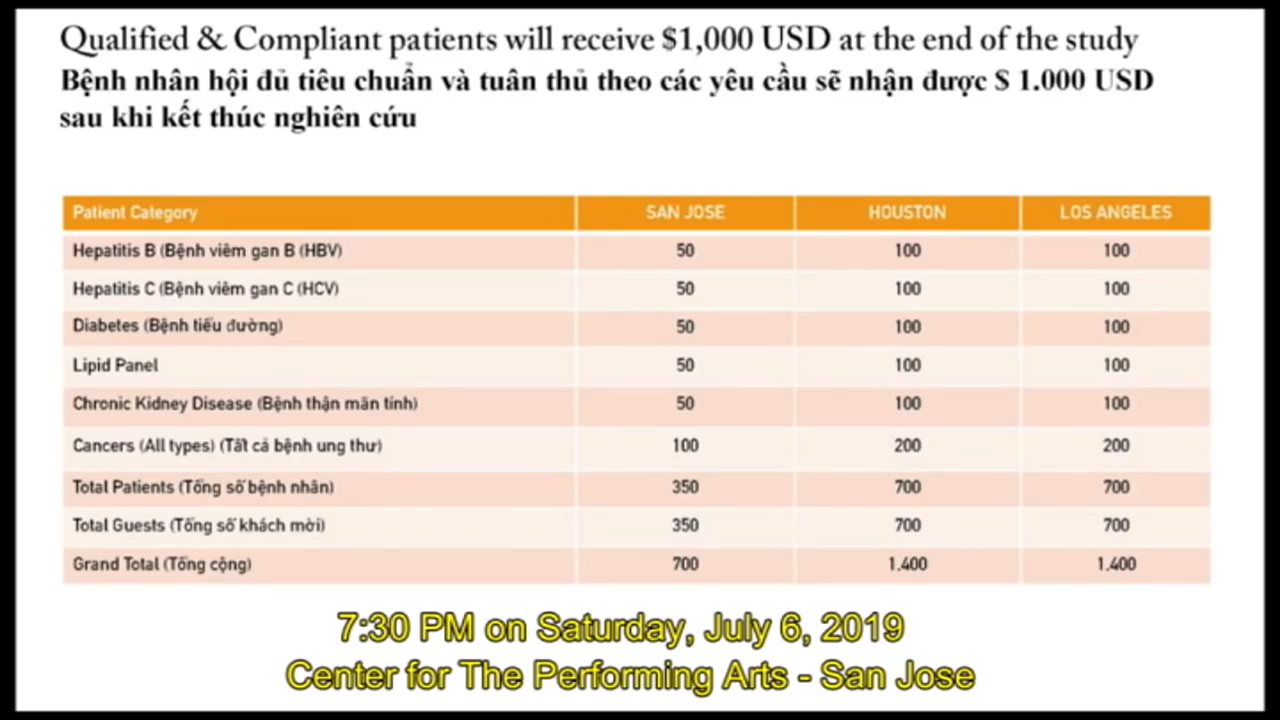 Qualified & Compliant patients will receive $1,000 USD at the end of the study
Bệnh nhân hội đủ tiêu chuẩn và tuân thủ theo các yêu cầu sẽ nhận được $ 1.000 USD
sau khi kết thúc nghiên cứu
Patient Category SAN JOSE HOUSTON LOS ANGELES
Hepatitis B (Bệnh viêm gan B (HBV) 50 100 100
Hepatitis C (Bệnh viêm gan C (HCV) 50 100 100
Diabetes (Bệnh tiểu đường) 50 100 100
Lipid Panel 50 100 100
Chronic Kidney Disease (Bệnh thận mãn tính) 50 100 100
Cancers (All types) (Tất cả bệnh ung thư) 100 200 200
Total Patients (Tổng số bệnh nhân) 350 700 700
Total Guests (Tổng số khách mời) 350 700 700
Grand Total (Tổng cộng) 700 1,400 1,400
7:30 PM on Saturday, July 6, 2019
Center for The Performing Arts - San Jose